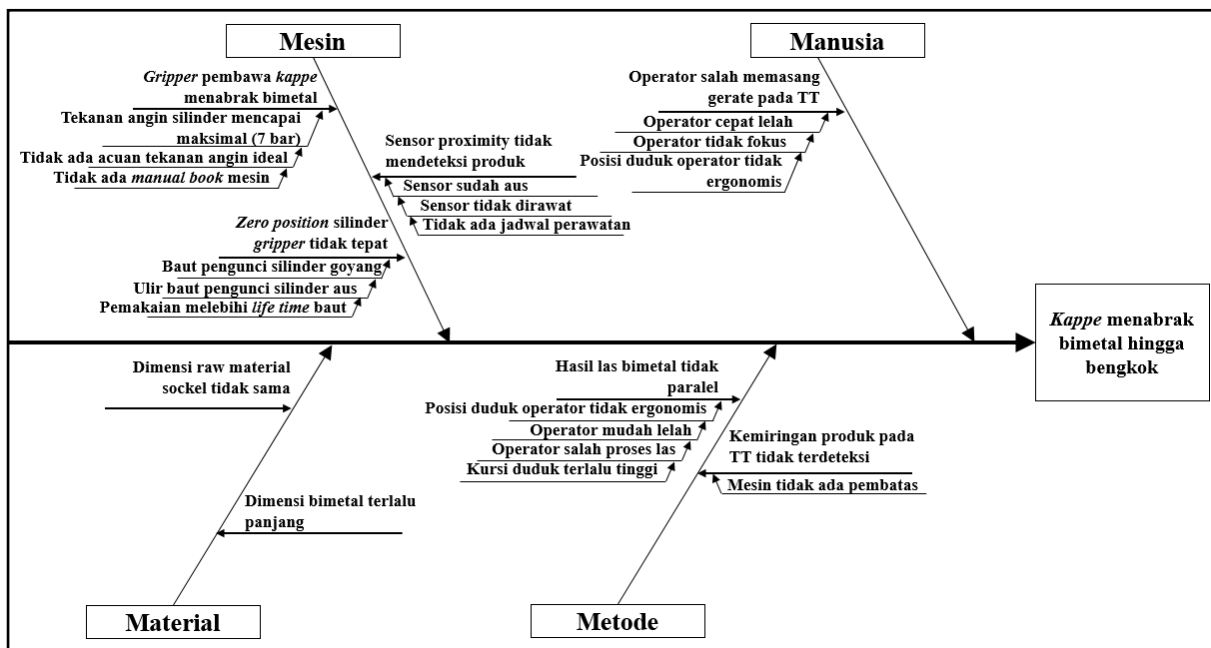 Mesin
Manusia
Gripper pembawa kappe
menabrak bimetal
Tekanan angin silinder mencapai
maksimal (7 bar)
Tidak ada acuan tekanan angin ideal
Tidak ada manual book mesin
Sensor proximity tidak
mendeteksi produk
Sensor sudah aus
Sensor tidak dirawat
Tidak ada jadwal perawatan
Zero position silinder
gripper tidak tepat
Baut pengunci silinder goyang
Ulir baut pengunci silinder aus
Pemakaian melebihi life time baut
Operator salah memasang
gerate pada TT
Operator cepat lelah
Operator tidak fokus
Posisi duduk operator tidak
ergonomis
Kappe menabrak
bimetal hingga
bengkok
Dimensi raw material
sockel tidak sama
Dimensi bimetal terlalu
panjang
Hasil las bimetal tidak
paralel
Posisi duduk operator tidak ergonomis
Operator mudah lelah
Operator salah proses las
Kursi duduk terlalu tinggi
Kemiringan produk pada
TT tidak terdeteksi
Mesin tidak ada pembatas
Material
Metode